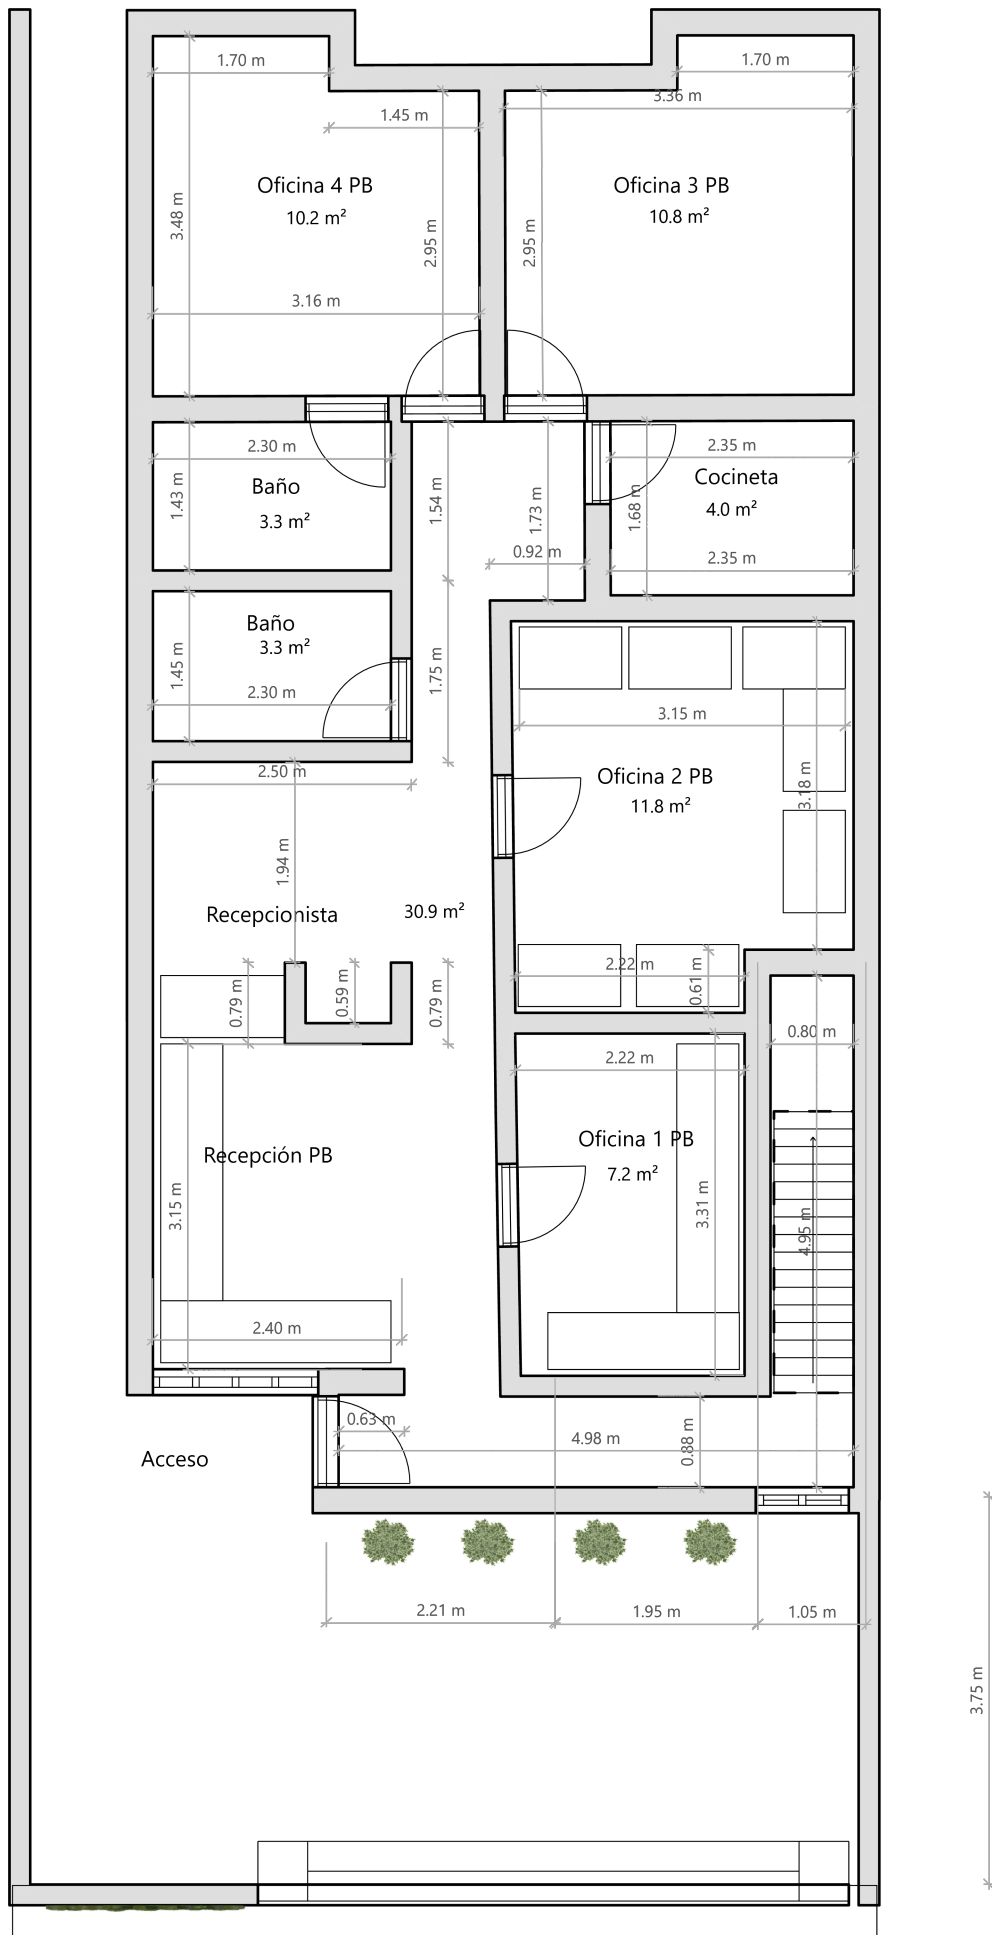 1.70 m
1.70 m
3.36 m
1.45 m
Oficina 4 PB
10.2 m²
Oficina 3 PB
10.8 m²
3.48 m
2.95 m
2.95 m
3.16 m
2.30 m
Baño
3.3 m²
1.43 m
1.54 m
1.73 m
0.92 m
2.35 m
Cocineta
4.0 m²
1.68 m
2.35 m
Baño
3.3 m²
1.45 m
2.30 m
1.75 m
3.15 m
2.50 m
Oficina 2 PB
11.8 m²
3.18 m
1.94 m
Recepcionista
30.9 m²
2.22 m
0.61 m
0.79 m
0.59 m
0.79 m
0.80 m
2.22 m
Oficina 1 PB
7.2 m²
Recepción PB
3.15 m
3.31 m
4.95 m
2.40 m
0.63 m
4.98 m
0.88 m
Acceso
2.21 m
1.95 m
1.05 m
3.75 m